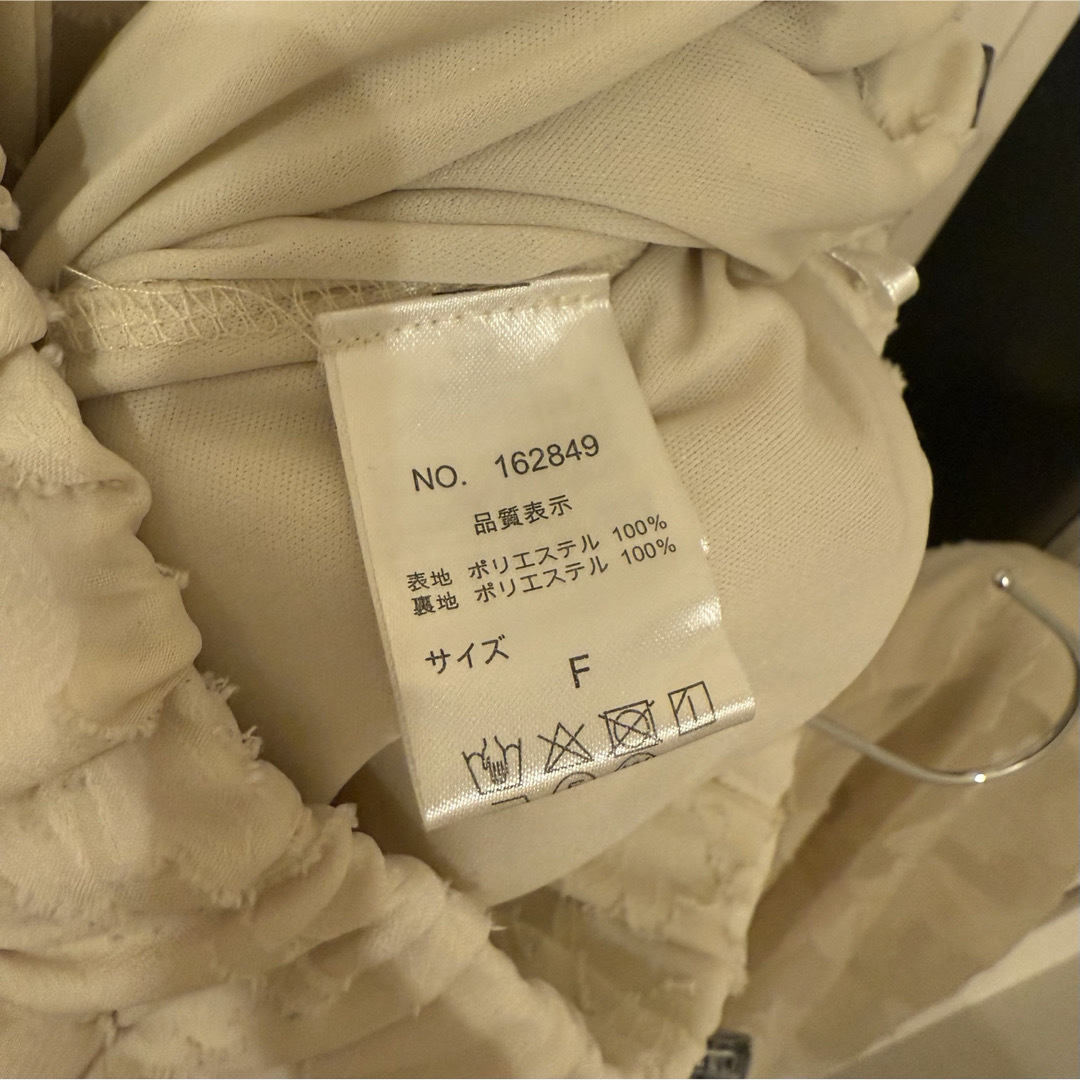 NO. 162849
品質表示
表地 ポリエステル 100%
裏地 ポリエステル 100%
サイズ
F